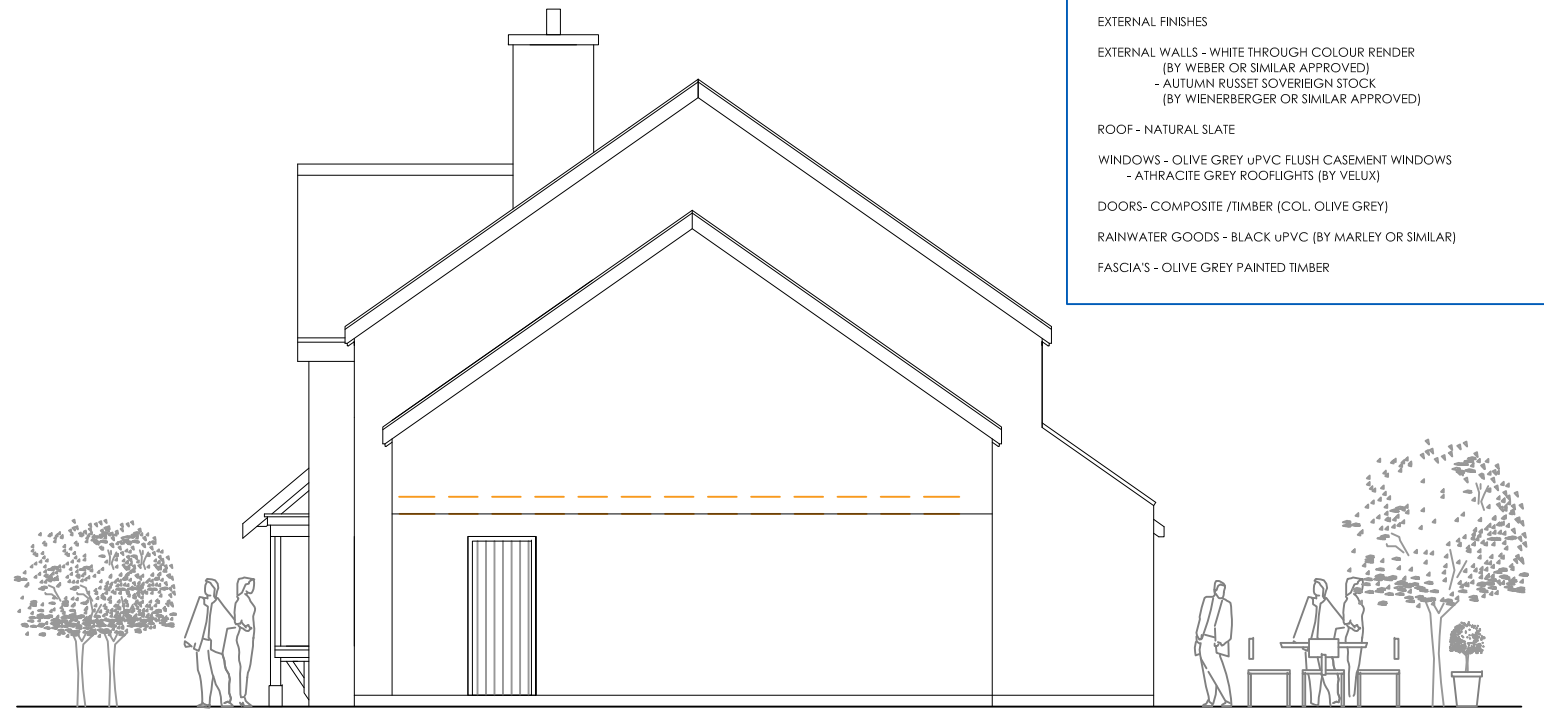 EXTERNAL FINISHES
EXTERNAL WALLS - WHITE THROUGH COLOUR RENDER
(BY WEBER OR SIMILAR APPROVED)
- AUTUMN RUSSET SOVERIEIGN STOCK
(BY WIENERBERGER OR SIMILAR APPROVED)
ROOF - NATURAL SLATE
WINDOWS - OLIVE GREY uPVC FLUSH CASEMENT WINDOWS
- ATHRACITE GREY ROOFLIGHTS (BY VELUX)
DOORS- COMPOSITE /TIMBER (COL. OLIVE GREY)
RAINWATER GOODS - BLACK uPVC (BY MARLEY OR SIMILAR)
FASCIA'S - OLIVE GREY PAINTED TIMBER